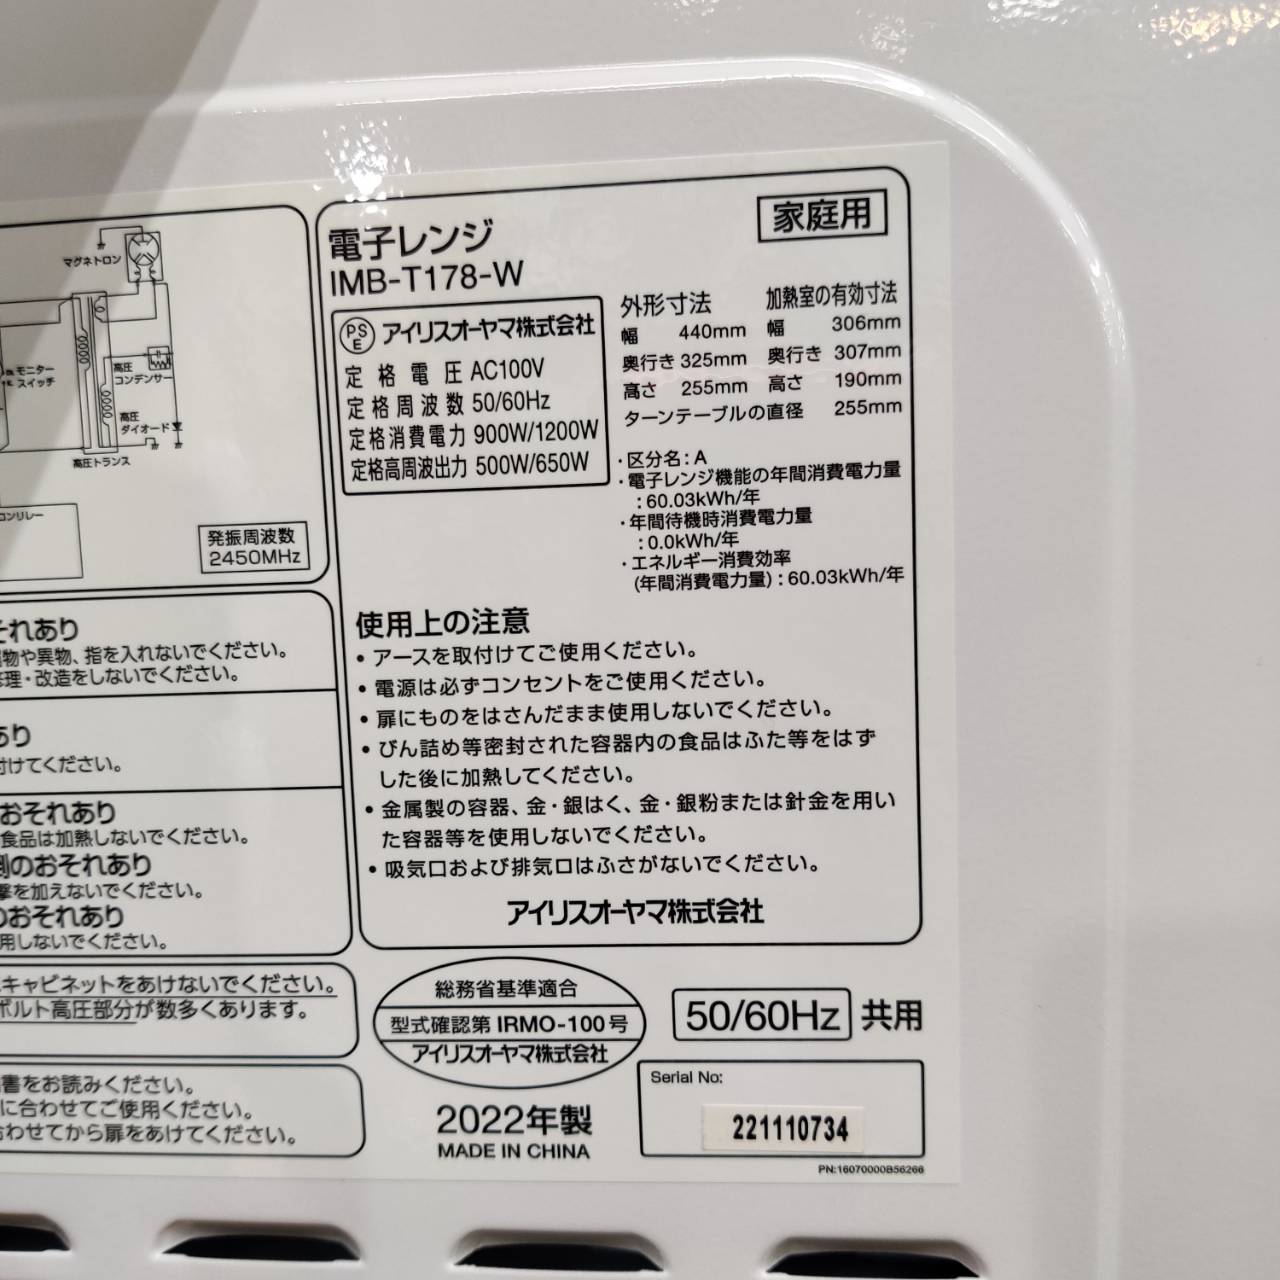 マグネトロン
モニター
スイッチ
高圧
コンデンサー
高圧
ダイオード
高圧トランス
発振周波数
2450MHz
それあり
物や異物、指を入れないでください。
修理・改造をしないでください。
あり
付けてください。
おそれあり
食品は加熱しないでください。
のおそれあり
撃を加えないでください。
のおそれあり
用しないでください。
キャビネットをあけないでください。
ボルト高圧部分が数多くあります。
書をお読みください。
に合わせてご使用ください。
合わせてから扉をあけてください。
家庭用
電子レンジ
IMB-T178-W
PSE アイリスオーヤマ株式会社
定格電圧 AC100V
定格周波数 50/60Hz
定格消費電力 900W/1200W
定格高周波出力 500W/650W
外形寸法 加熱室の有効寸法
幅 440mm 幅 306mm
奥行き 325mm 奥行き 307mm
高さ 255mm 高さ 190mm
ターンテーブルの直径 255mm
・区分名：A
・電子レンジ機能の年間消費電力量
：60.03kWh/年
・年間待機時消費電力量
：0.0kWh/年
・エネルギー消費効率
(年間消費電力量)：60.03kWh/年
使用上の注意
• アースを取付けてご使用ください。
• 電源は必ずコンセントをご使用ください。
• 扉にものをはさんだまま使用しないでください。
• びん詰め等密封された容器内の食品はふた等をはず
した後に加熱してください。
• 金属製の容器、金・銀はく、金・銀粉または針金を用い
た容器等を使用しないでください。
• 吸気口および排気口はふさがないでください。
アイリスオーヤマ株式会社
総務省基準適合
型式確認第 IRMO-100号
アイリスオーヤマ株式会社
50/60Hz 共用
2022年製
MADE IN CHINA
Serial No:
221110734
PN:16070000B56266